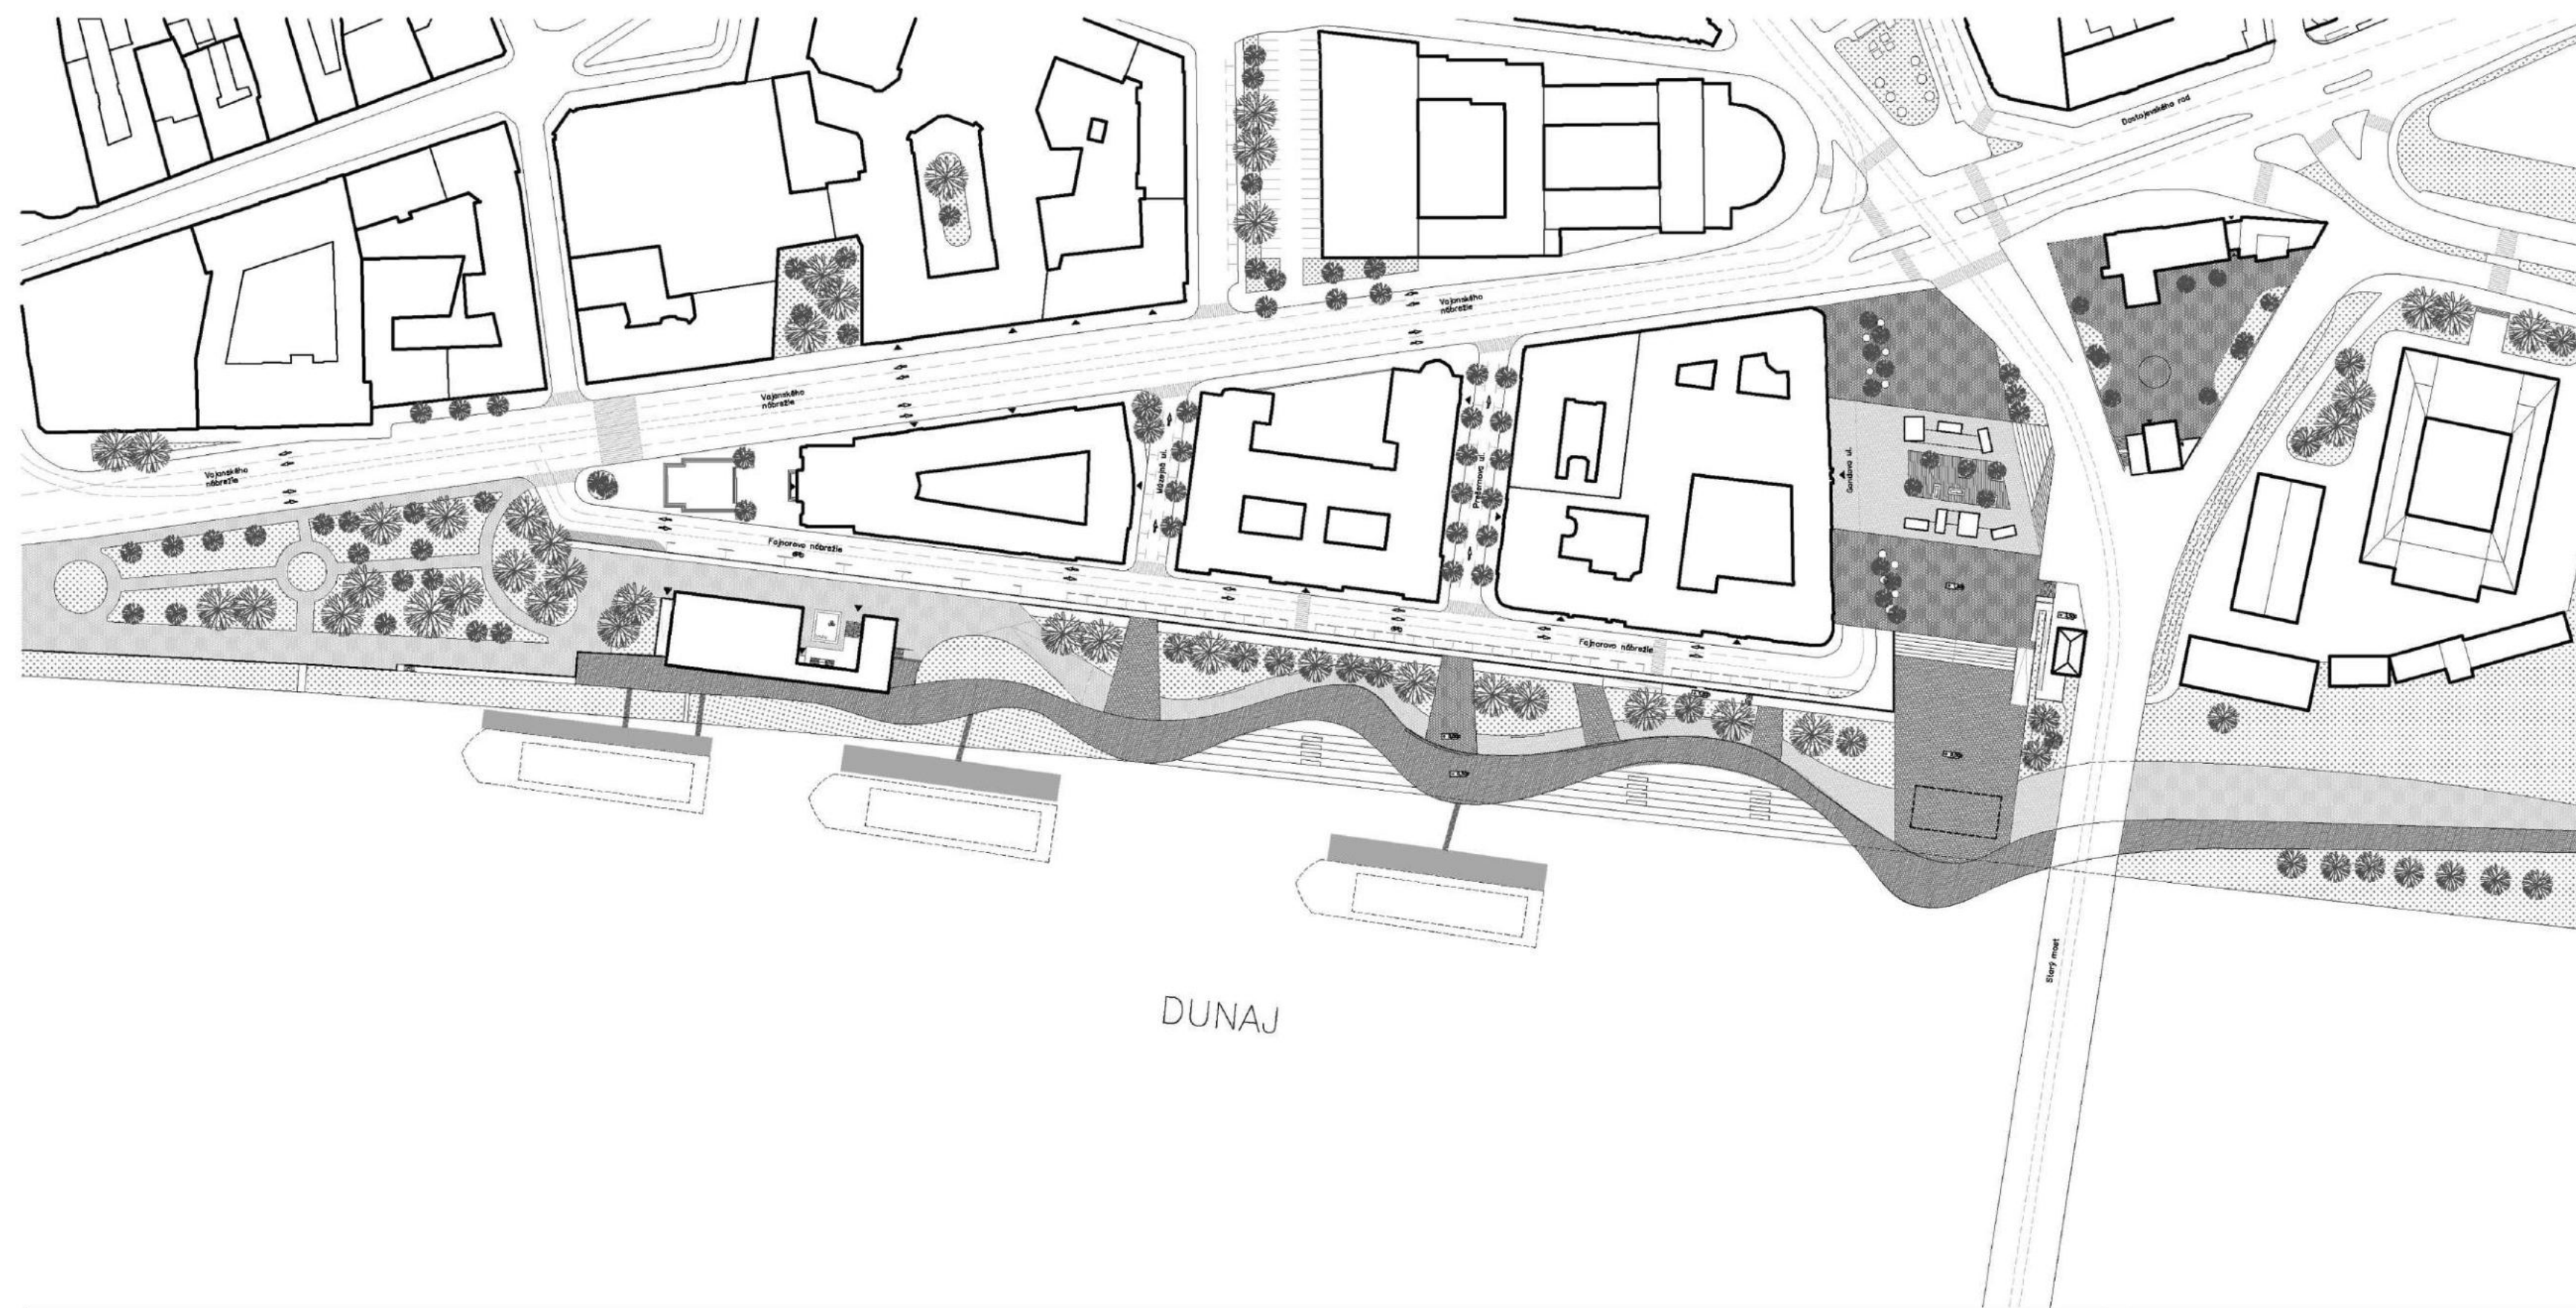 Dostojevského rad
Vajanského
nábrežie
Vajanského
nábrežie
Vajanského
nábrežie
Múzejná ul.
Prešernova ul.
Gondova ul.
Fajnorovo nábrežie
Fajnorovo nábrežie
Starý most
DUNAJ